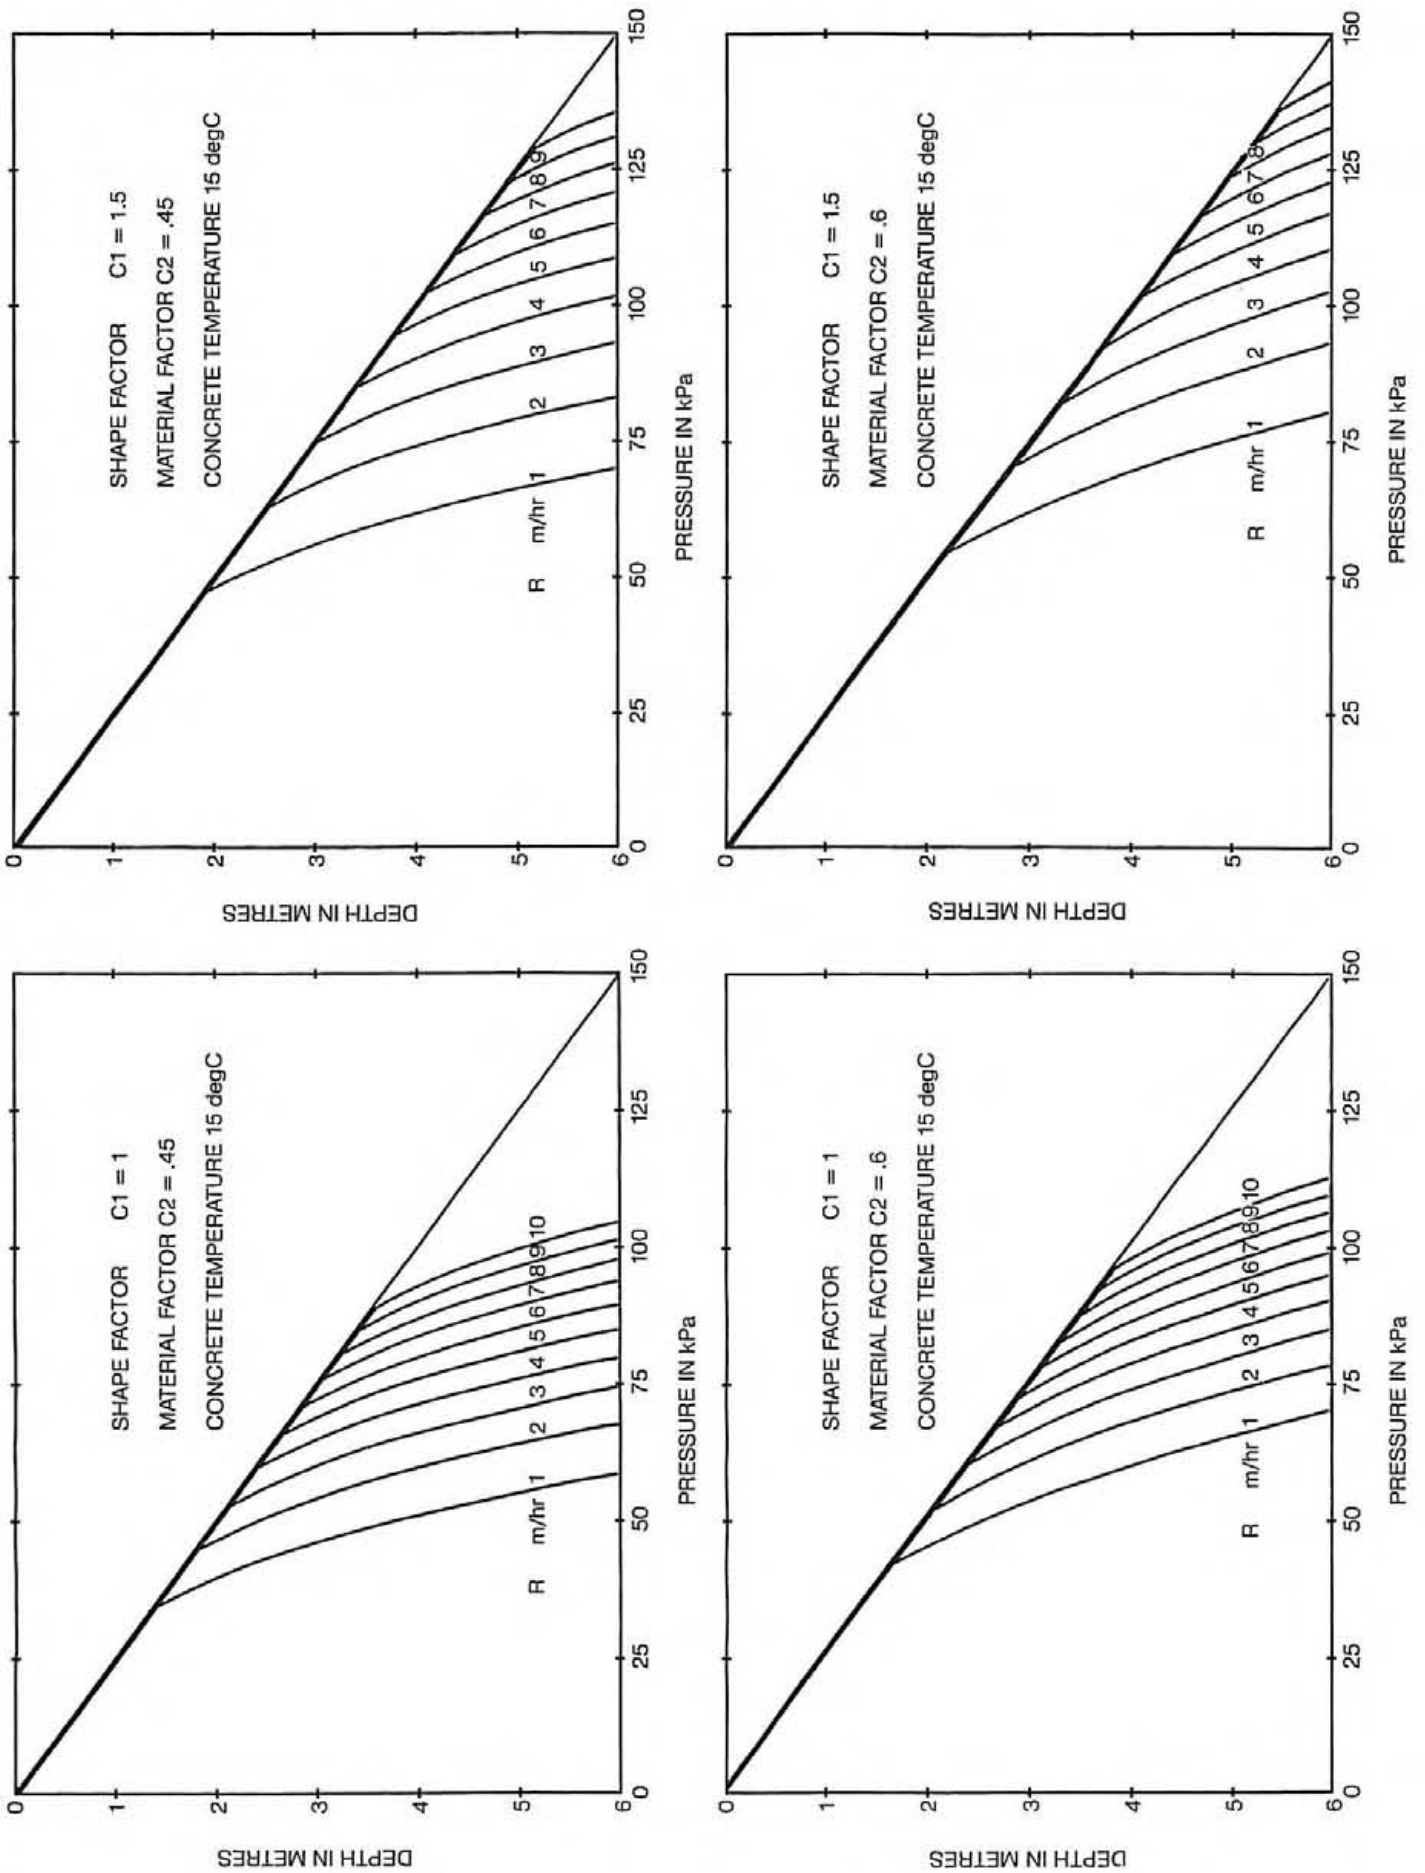 DEPTH IN METRES
0
1
2
3
4
5
6
SHAPE FACTOR C1 = 1
MATERIAL FACTOR C2 = .45
CONCRETE TEMPERATURE 15 degC
R m/hr 1 2 3 4 5 6 7 8 9 10
0 25 50 75 100 125 150
PRESSURE IN kPa
DEPTH IN METRES
0
1
2
3
4
5
6
SHAPE FACTOR C1 = 1.5
MATERIAL FACTOR C2 = .45
CONCRETE TEMPERATURE 15 degC
R m/hr 1 2 3 4 5 6 7 8 9
0 25 50 75 100 125 150
PRESSURE IN kPa
DEPTH IN METRES
0
1
2
3
4
5
6
SHAPE FACTOR C1 = 1
MATERIAL FACTOR C2 = .6
CONCRETE TEMPERATURE 15 degC
R m/hr 1 2 3 4 5 6 7 8 9 10
0 25 50 75 100 125 150
PRESSURE IN kPa
DEPTH IN METRES
0
1
2
3
4
5
6
SHAPE FACTOR C1 = 1.5
MATERIAL FACTOR C2 = .6
CONCRETE TEMPERATURE 15 degC
R m/hr 1 2 3 4 5 6 7 8
0 25 50 75 100 125 150
PRESSURE IN kPa